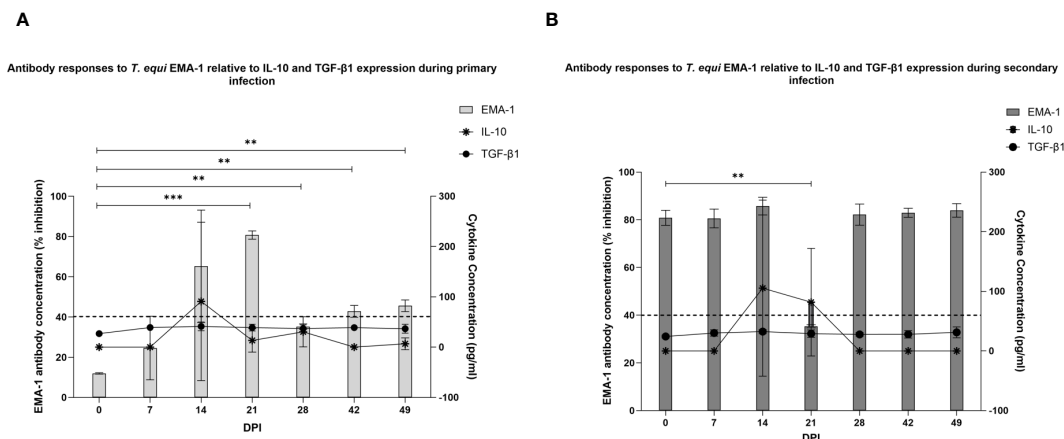 A
Antibody responses to T. equi EMA-1 relative to IL-10 and TGF-β1 expression during primary
infection
EMA-1
IL-10
TGF-β1
**
**
**
***
EMA-1 antibody concentration (% inhibition)
100
80
60
40
20
0
Cytokine Concentration (pg/ml)
300
200
100
0
-100
0 7 14 21 28 42 49
DPI
B
Antibody responses to T. equi EMA-1 relative to IL-10 and TGF-β1 expression during secondary
infection
EMA-1
IL-10
TGF-β1
**
EMA-1 antibody concentration (% inhibition)
100
80
60
40
20
0
Cytokine Concentration (pg/ml)
300
200
100
0
-100
0 7 14 21 28 42 49
DPI